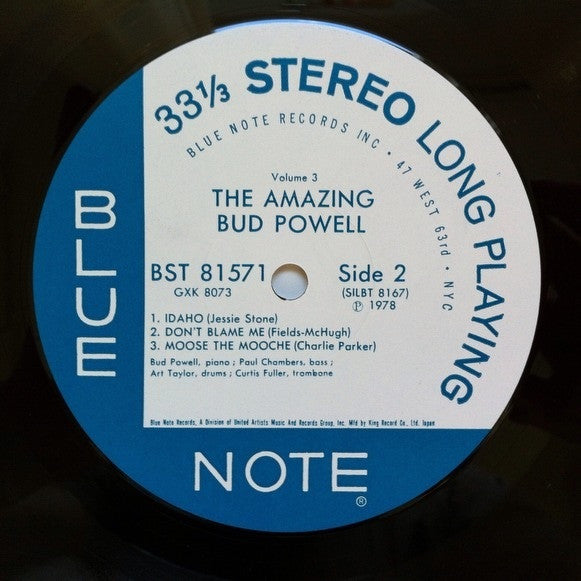 33⅓ STEREO LONG PLAYING
BLUE NOTE RECORDS INC • 47 WEST 63rd • NYC
Volume 3
THE AMAZING
BUD POWELL
BST 81571
GXK 8073
Side 2
(SILBT 8167)
Ⓟ 1978
1. IDAHO (Jessie Stone)
2. DON'T BLAME ME (Fields-McHugh)
3. MOOSE THE MOOCHE (Charlie Parker)
Bud Powell, piano ; Paul Chambers, bass ;
Art Taylor, drums ; Curtis Fuller, trombone
Blue Note Records, A Division of United Artists Music And Records Group, Inc. Mfd by King Record Co., Ltd. Japan
BLUE
NOTE®